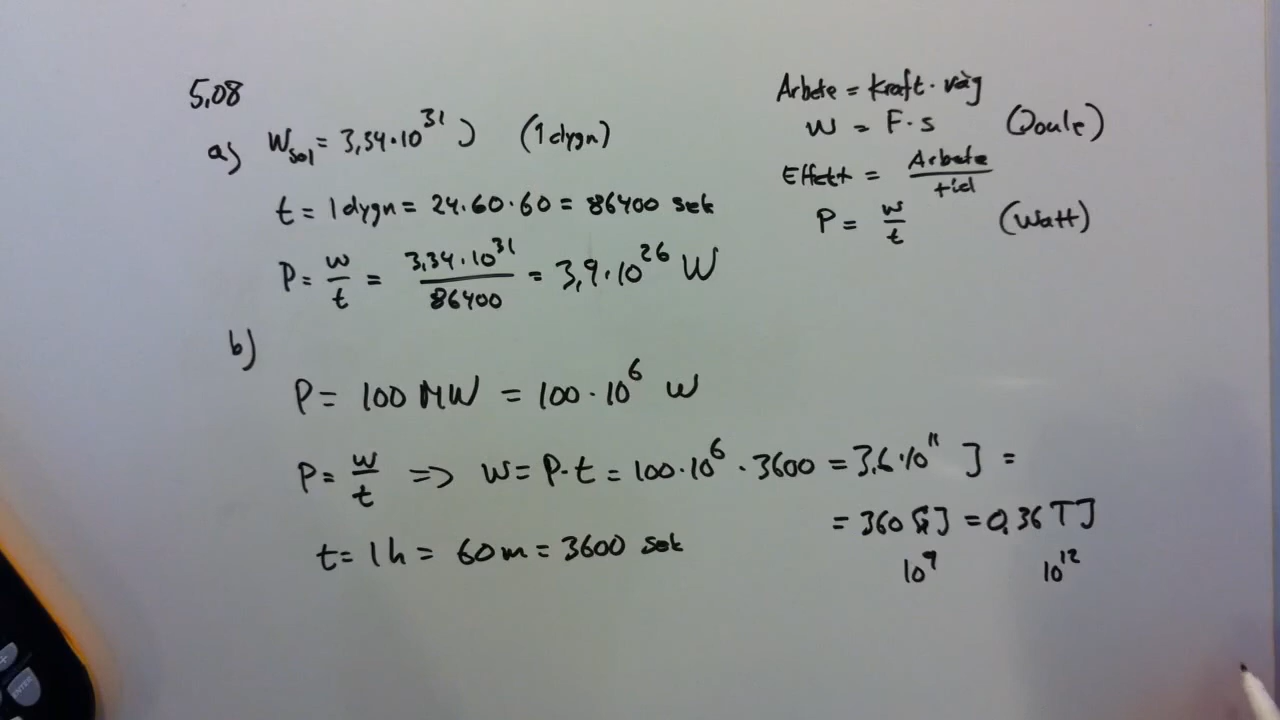 5,08
a) W_sol = 3,34·10^31 J (1 dygn)
t = 1 dygn = 24·60·60 = 86400 sek
P = w/t = 3,34·10^31/86400 = 3,9·10^26 W
Arbete = kraft · väg
W = F·s (Joule)
Effekt = Arbete/tid
P = w/t (Watt)
b)
P = 100 MW = 100·10^6 W
P = w/t => W = P·t = 100·10^6 · 3600 = 3,6·10^11 J =
= 360 GJ = 0,36 TJ
10^9 10^12
t = 1 h = 60 m = 3600 sek
ENTER